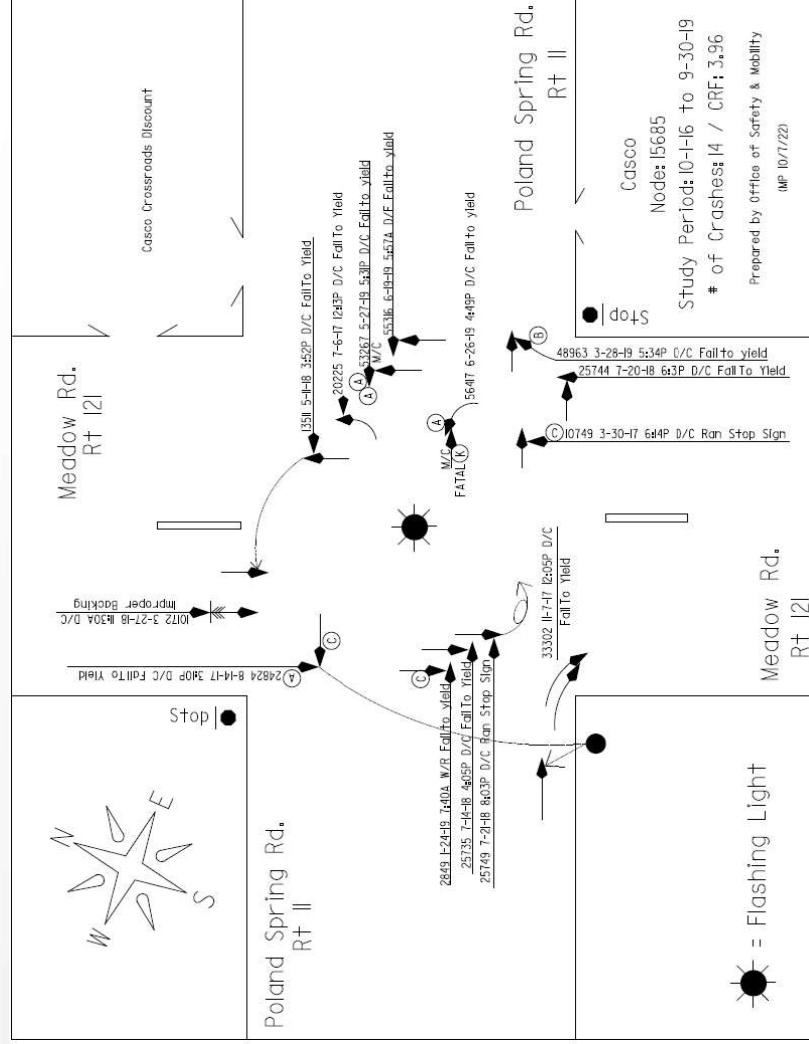 Casco Crossroads Discount
Meadow Rd.
Rt 121
Poland Spring Rd.
Rt 11
10172 3-27-18 11:30A D/C
Improper Backing
24824 8-14-17 3:10P D/C Fail To Yield
A
C
13511 5-11-18 3:52P D/C Fail To Yield
20225 7-6-17 12:13P D/C Fail To Yield
A
53267 5-27-19 5:31P D/C Fail to yield
A
M/C
55316 6-19-19 5:57A D/F Fail to yield
56417 6-26-19 4:49P D/C Fail to yield
A
M/C
FATAL K
Stop
B
48963 3-28-19 5:34P D/C Fail to yield
25744 7-20-18 6:3P D/C Fail To Yield
C
10749 3-30-17 6:14P D/C Ran Stop Sign
C
2849 1-24-19 7:40A W/R Fail to yield
25735 7-14-18 4:05P D/C Fail To Yield
25749 7-21-18 8:03P D/C Ran Stop Sign
33302 11-7-17 12:05P D/C
Fail To Yield
Stop
N
E
S
W
Poland Spring Rd.
Rt 11
Meadow Rd.
Rt 121
= Flashing Light
Casco
Node: 15685
Study Period: 10-1-16 to 9-30-19
# of Crashes: 14 / CRF: 3.96
Prepared by Office of Safety & Mobility
(MP 10/7/22)